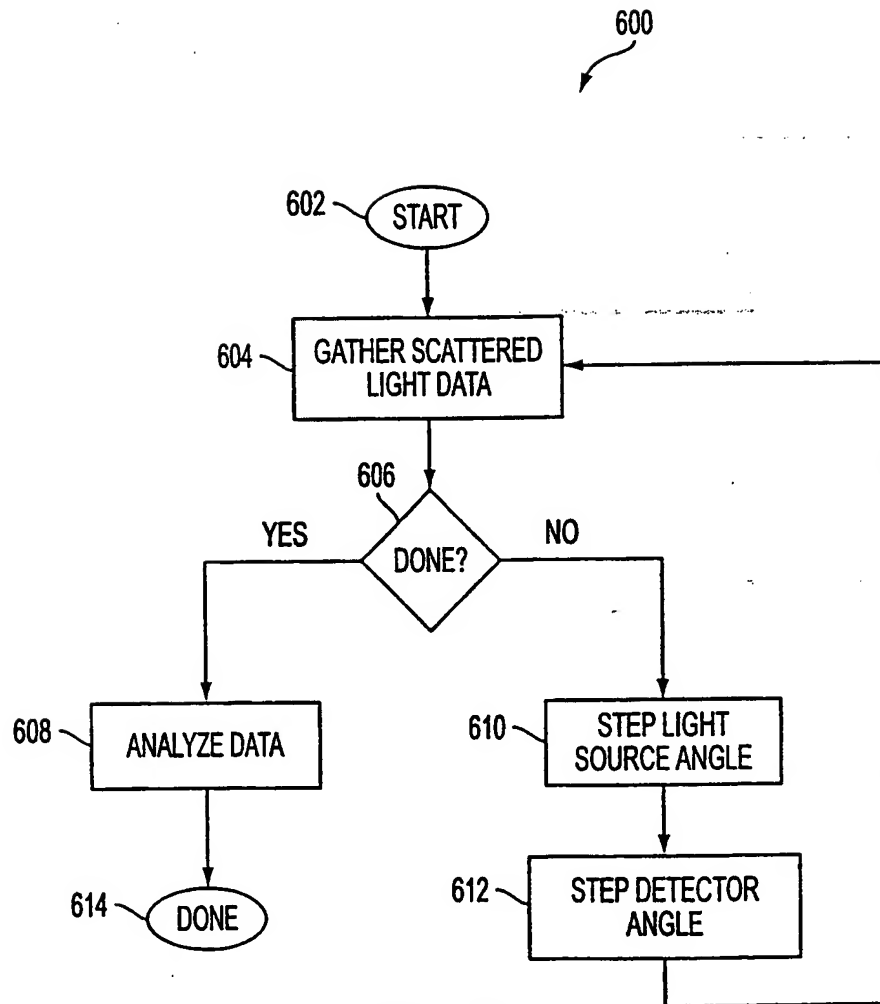 600
602
START
604
GATHER SCATTERED
LIGHT DATA
606
YES
DONE?
NO
608
ANALYZE DATA
610
STEP LIGHT
SOURCE ANGLE
614
DONE
612
STEP DETECTOR
ANGLE